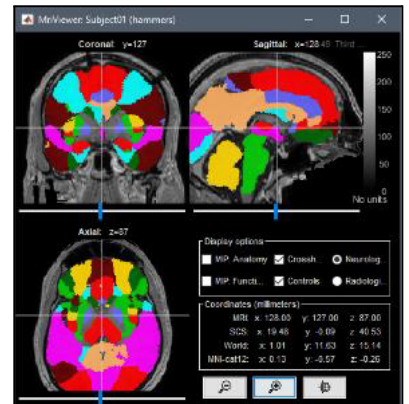 MriViewer: Subject01 (hammers)
Coronal: y=127
Sagittal: x=128
250
200
150
100
50
0
No units
Axial: z=87
Display options
MIP: Anatomy
Crossh...
Neurolog...
MIP: Functi...
Controls
Radiologi...
Coordinates (millimeters)
MRI: x: 128.00 y: 127.00 z: 87.00
SCS: x: 19.48 y: -0.09 z: 40.53
World: x: 1.01 y: 11.63 z: 15.14
MNI-cat12: x: 0.13 y: -0.57 z: -0.26